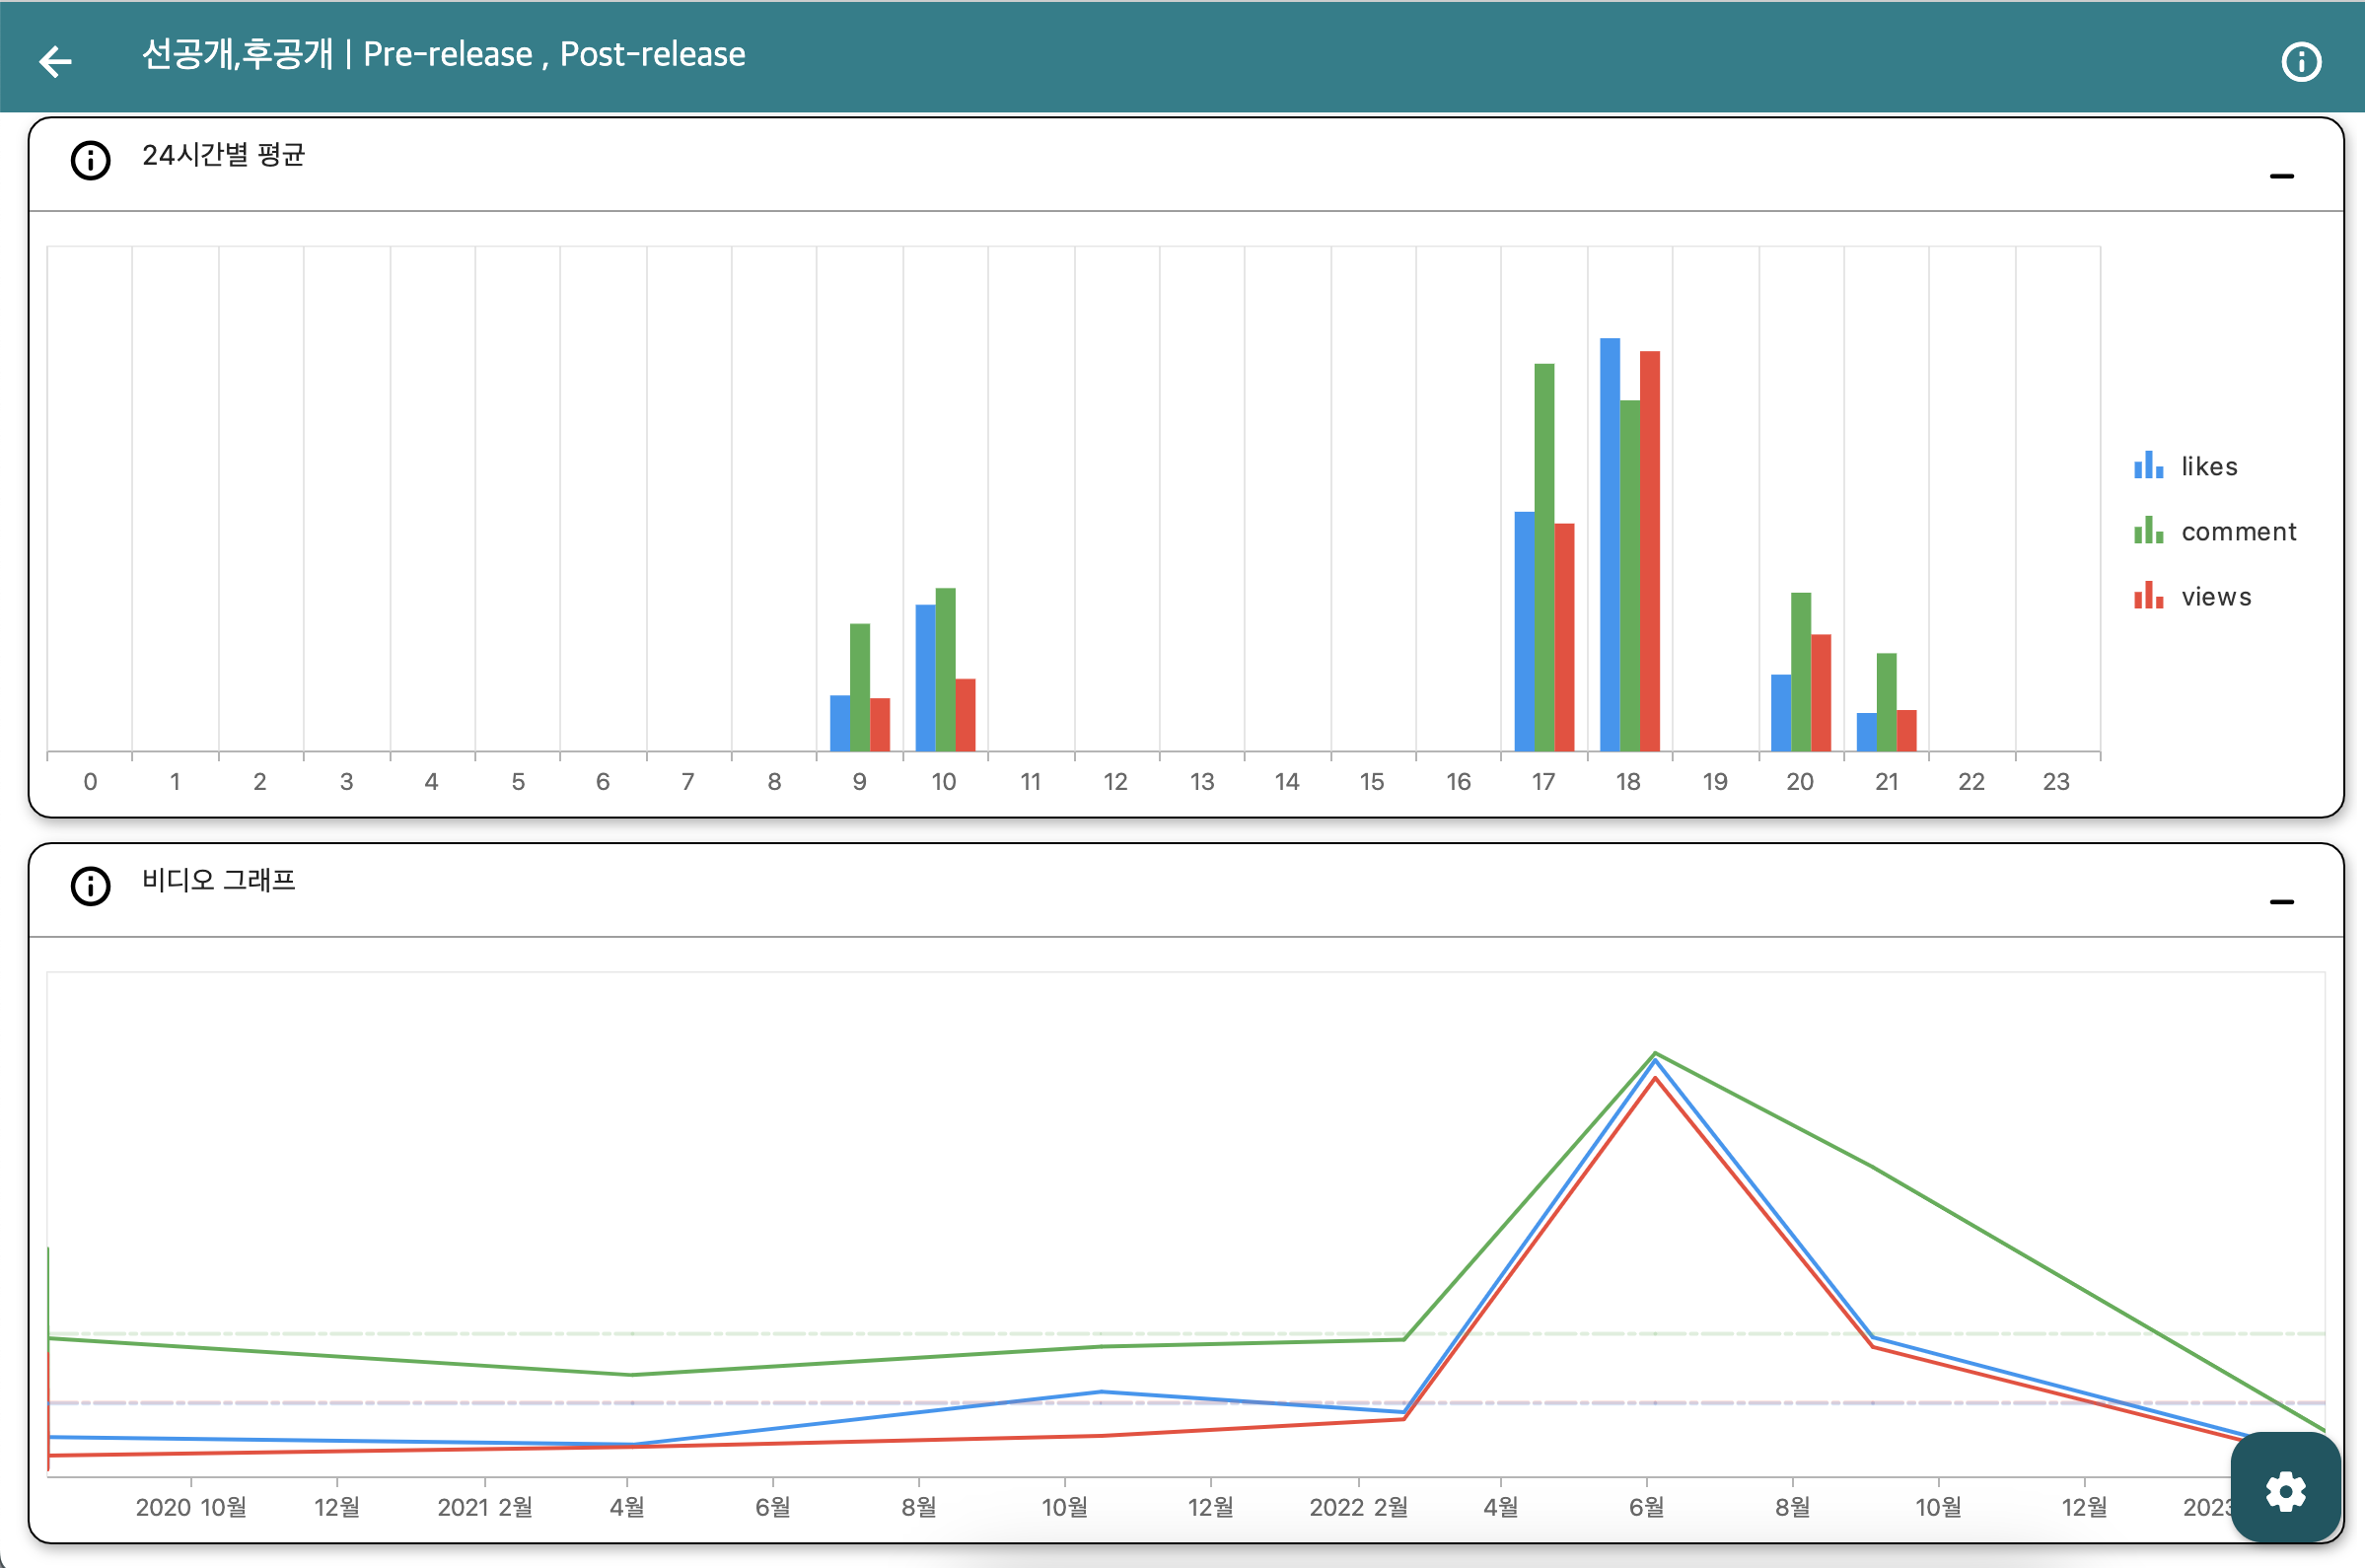 선공개,후공개 | Pre-release , Post-release
24시간별 평균
likes
comment
views
0 1 2 3 4 5 6 7 8 9 10 11 12 13 14 15 16 17 18 19 20 21 22 23
비디오 그래프
2020 10월 12월 2021 2월 4월 6월 8월 10월 12월 2022 2월 4월 6월 8월 10월 12월 2023